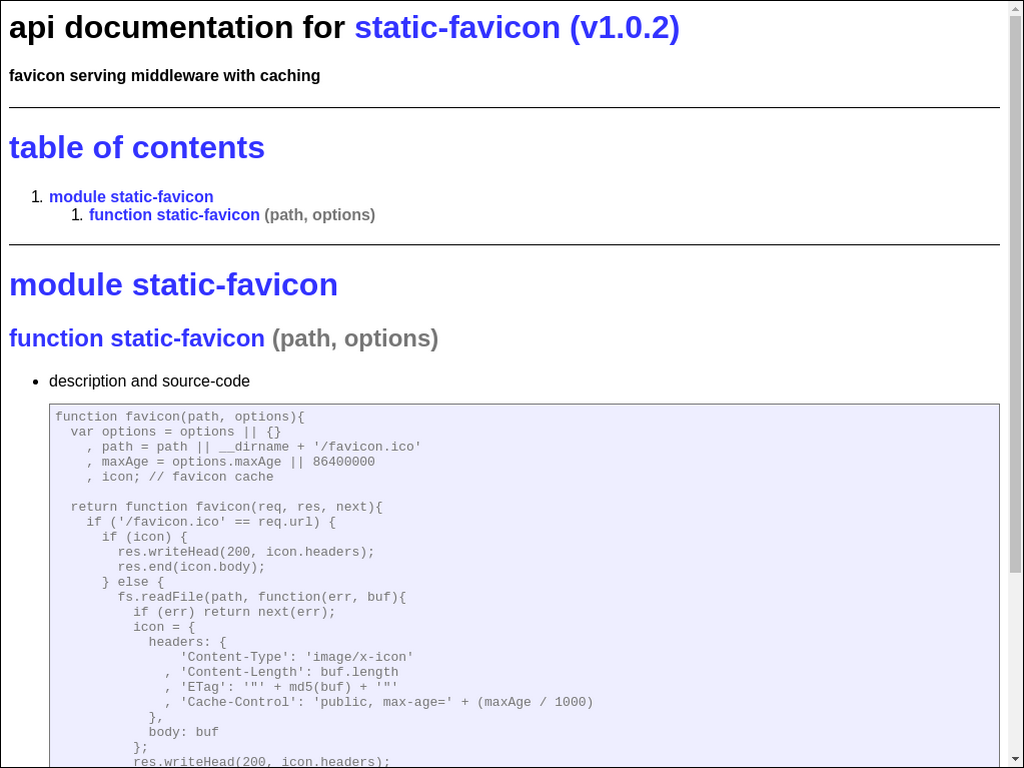 api documentation for static-favicon (v1.0.2)
favicon serving middleware with caching
table of contents
1. module static-favicon
1. function static-favicon (path, options)
module static-favicon
function static-favicon (path, options)
• description and source-code
function favicon(path, options){
  var options = options || {}
    , path = path || __dirname + '/favicon.ico'
    , maxAge = options.maxAge || 86400000
    , icon; // favicon cache

  return function favicon(req, res, next){
    if ('/favicon.ico' == req.url) {
      if (icon) {
        res.writeHead(200, icon.headers);
        res.end(icon.body);
      } else {
        fs.readFile(path, function(err, buf){
          if (err) return next(err);
          icon = {
            headers: {
                'Content-Type': 'image/x-icon'
              , 'Content-Length': buf.length
              , 'ETag': '"' + md5(buf) + '"'
              , 'Cache-Control': 'public, max-age=' + (maxAge / 1000)
            },
            body: buf
          };
          res.writeHead(200, icon.headers);